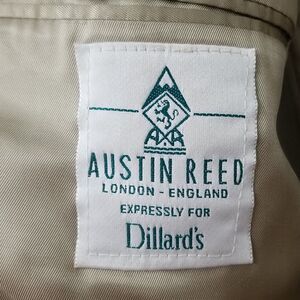 AUSTIN REED
LONDON - ENGLAND
EXPRESSLY FOR
Dillard's